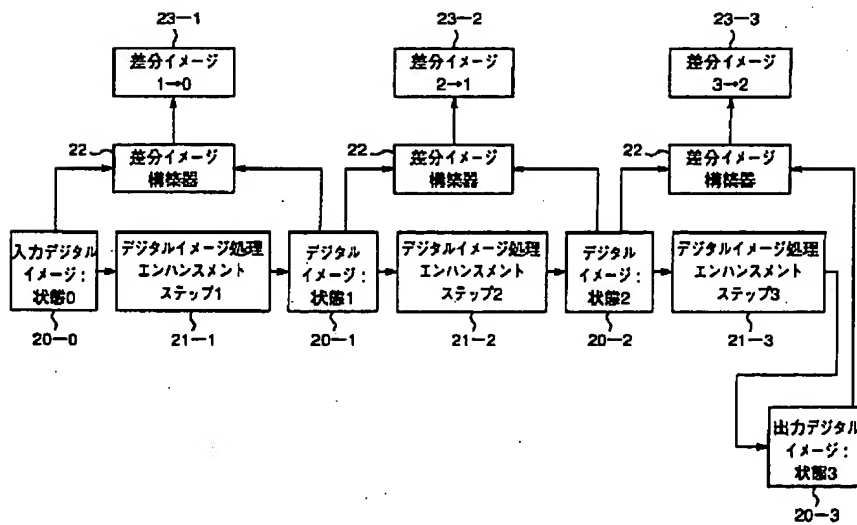 23—1
23—2
23—3
差分イメージ
1→0
差分イメージ
2→1
差分イメージ
3→2
22
差分イメージ
構築器
22
差分イメージ
構築器
22
差分イメージ
構築器
入力デジタル
イメージ：
状態0
デジタルイメージ処理
エンハンスメント
ステップ1
デジタル
イメージ：
状態1
デジタルイメージ処理
エンハンスメント
ステップ2
デジタル
イメージ：
状態2
デジタルイメージ処理
エンハンスメント
ステップ3
20—0
21—1
20—1
21—2
20—2
21—3
出力デジタル
イメージ：
状態3
20—3